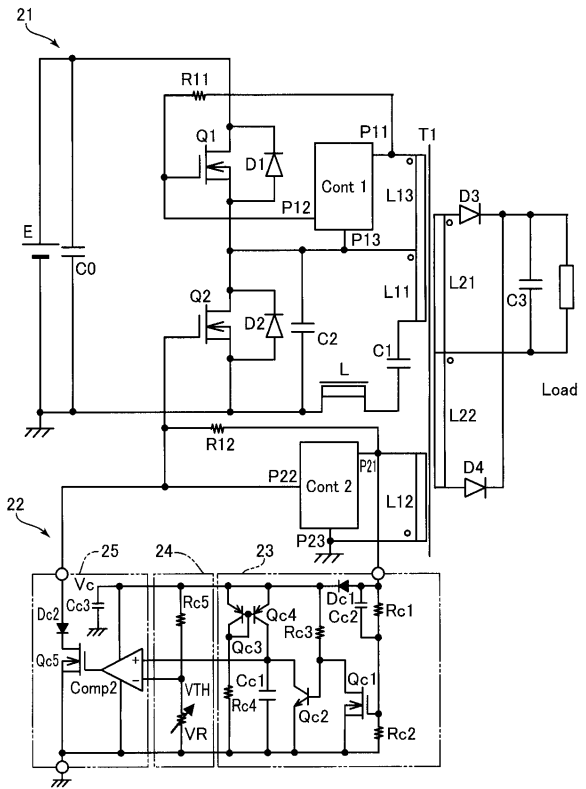 21
R11
P11
T1
Q1
D1
P12
Cont 1
L13
D3
P13
E
C0
Q2
D2
C2
L11
L21
C3
C1
L
Load
R12
L22
P22
Cont 2
P21
L12
D4
P23
22
25
24
23
Vc
Cc3
Dc2
Rc5
Qc4
Qc3
Dc1
Cc2
Rc1
Rc3
Qc5
+
−
Comp2
VTH
VR
Rc4
Cc1
Qc2
Qc1
Rc2